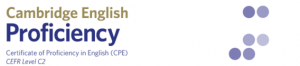 Cambridge English
Proficiency
Certificate of Proficiency in English (CPE)
CEFR Level C2